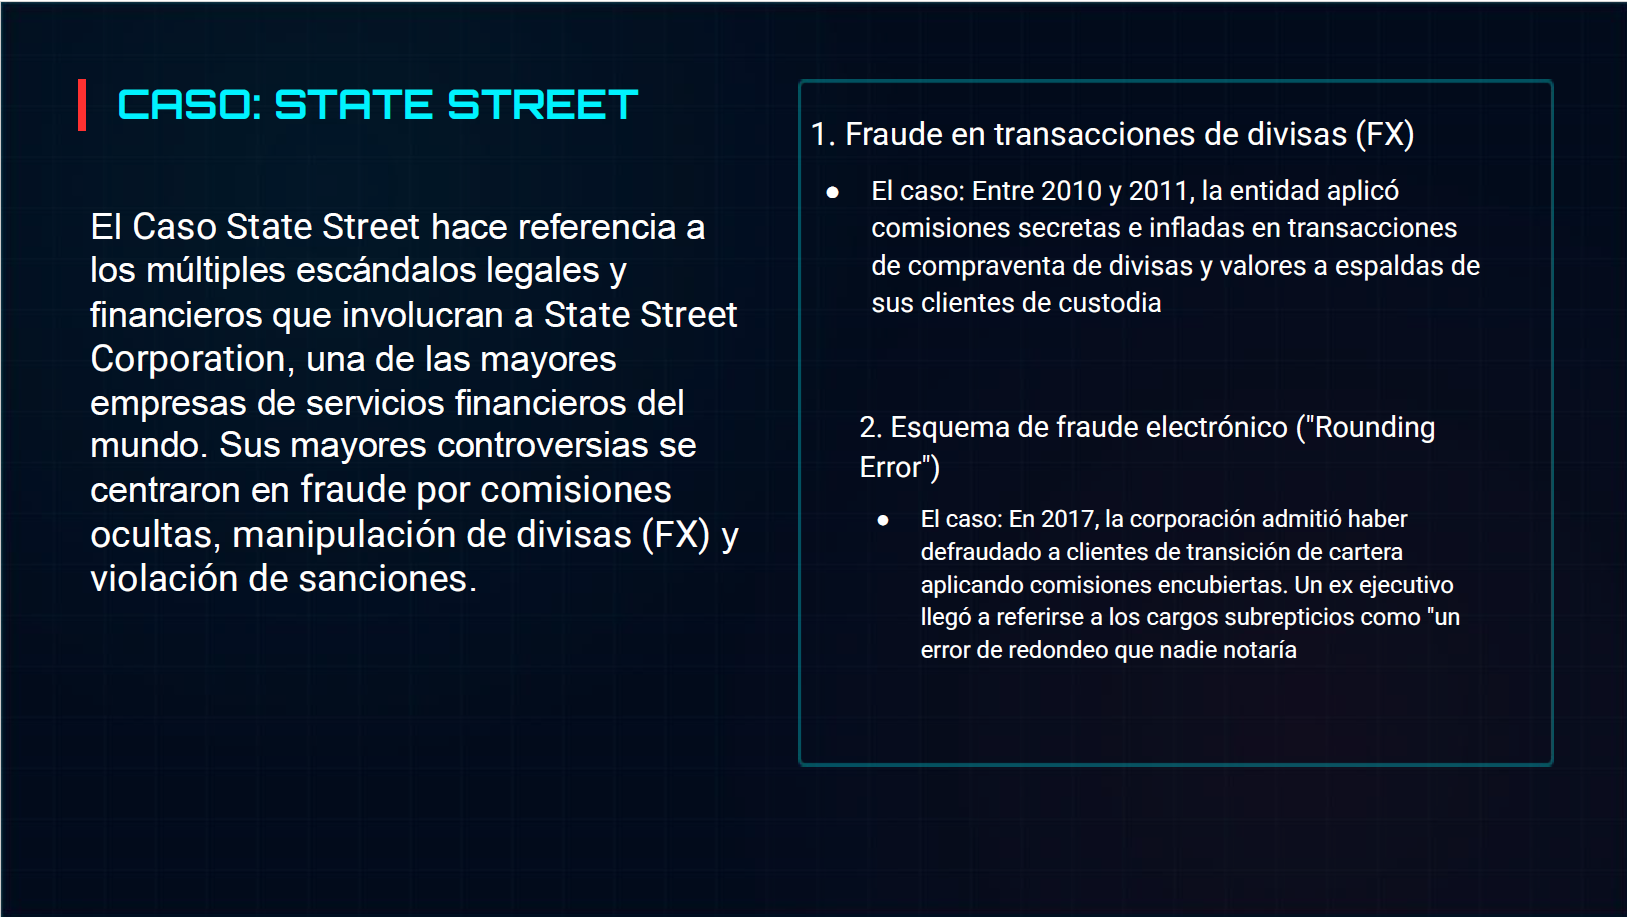 CASO: STATE STREET
El Caso State Street hace referencia a
los múltiples escándalos legales y
financieros que involucran a State Street
Corporation, una de las mayores
empresas de servicios financieros del
mundo. Sus mayores controversias se
centraron en fraude por comisiones
ocultas, manipulación de divisas (FX) y
violación de sanciones.
1. Fraude en transacciones de divisas (FX)
● El caso: Entre 2010 y 2011, la entidad aplicó
comisiones secretas e infladas en transacciones
de compraventa de divisas y valores a espaldas de
sus clientes de custodia
2. Esquema de fraude electrónico ("Rounding
Error")
● El caso: En 2017, la corporación admitió haber
defraudado a clientes de transición de cartera
aplicando comisiones encubiertas. Un ex ejecutivo
llegó a referirse a los cargos subrepticios como "un
error de redondeo que nadie notaría